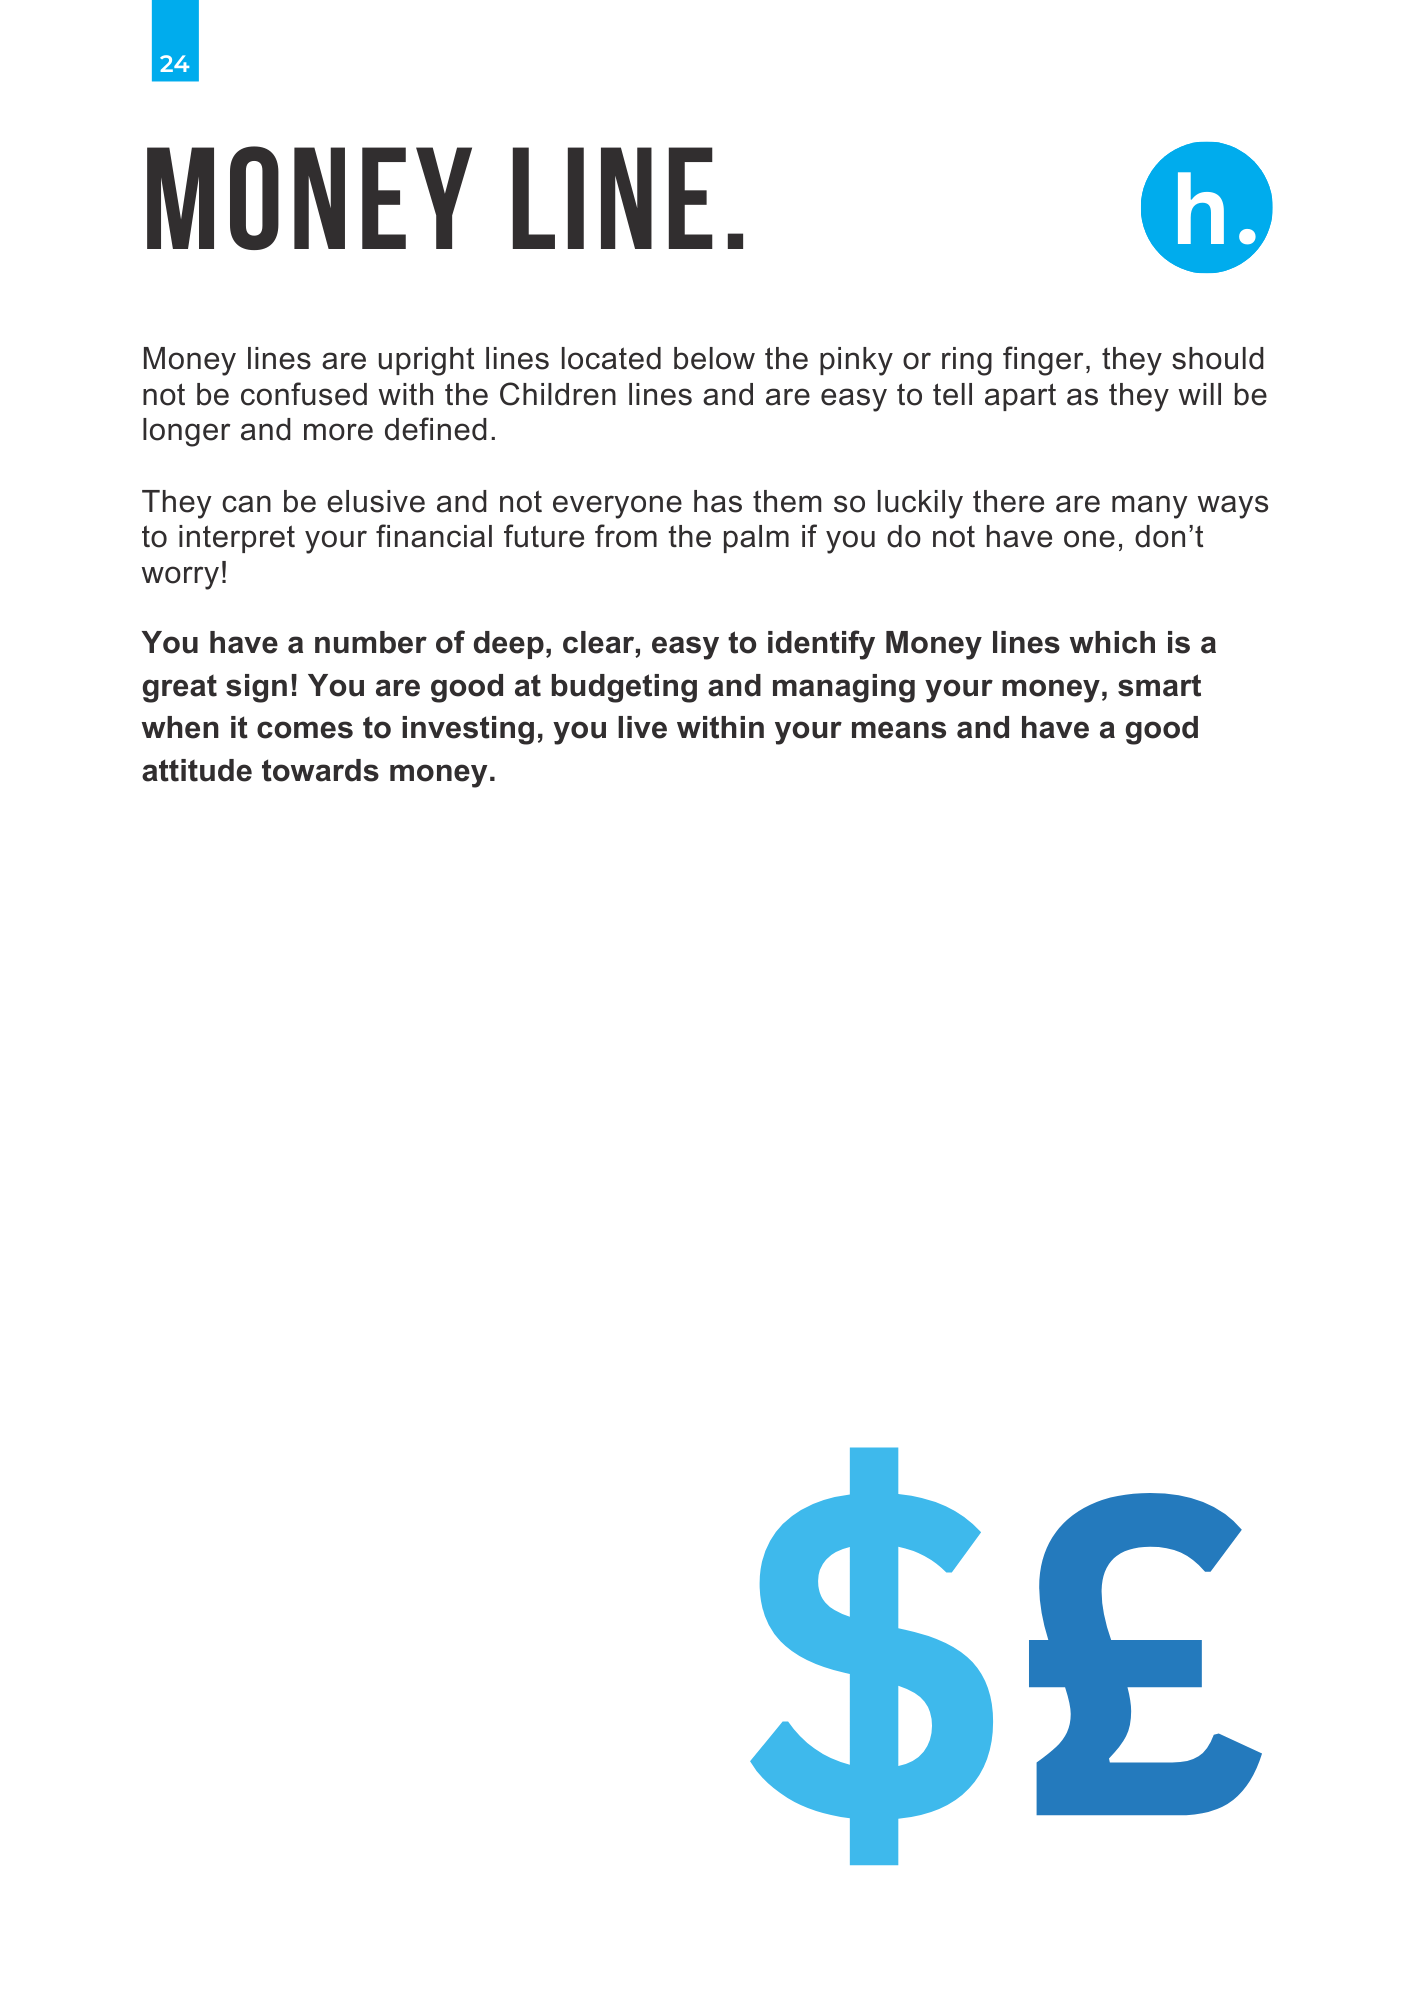 24
MONEY LINE.
h.
Money lines are upright lines located below the pinky or ring finger, they should
not be confused with the Children lines and are easy to tell apart as they will be
longer and more defined.
They can be elusive and not everyone has them so luckily there are many ways
to interpret your financial future from the palm if you do not have one, don’t
worry!
You have a number of deep, clear, easy to identify Money lines which is a
great sign! You are good at budgeting and managing your money, smart
when it comes to investing, you live within your means and have a good
attitude towards money.
$£